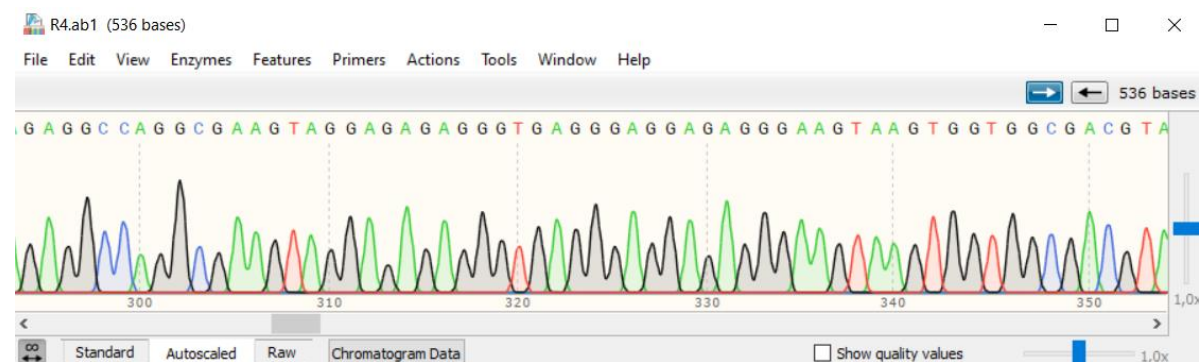 R4.ab1 (536 bases)
File Edit View Enzymes Features Primers Actions Tools Window Help
536 bases
G A G G C C A G G C G A A G T A G G A G A G A G G G T G A G G G A G G A G A G G G A A G T A A G T G G T G G C G A C G T A
300 310 320 330 340 350
1,0x
Standard Autoscaled Raw Chromatogram Data Show quality values 1,0x